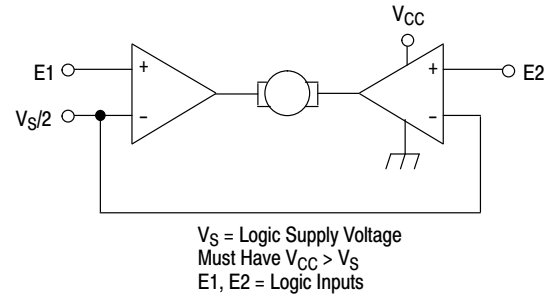 V_CC
E1
+
-
V_S/2
+
-
E2
V_S = Logic Supply Voltage
Must Have V_CC > V_S
E1, E2 = Logic Inputs